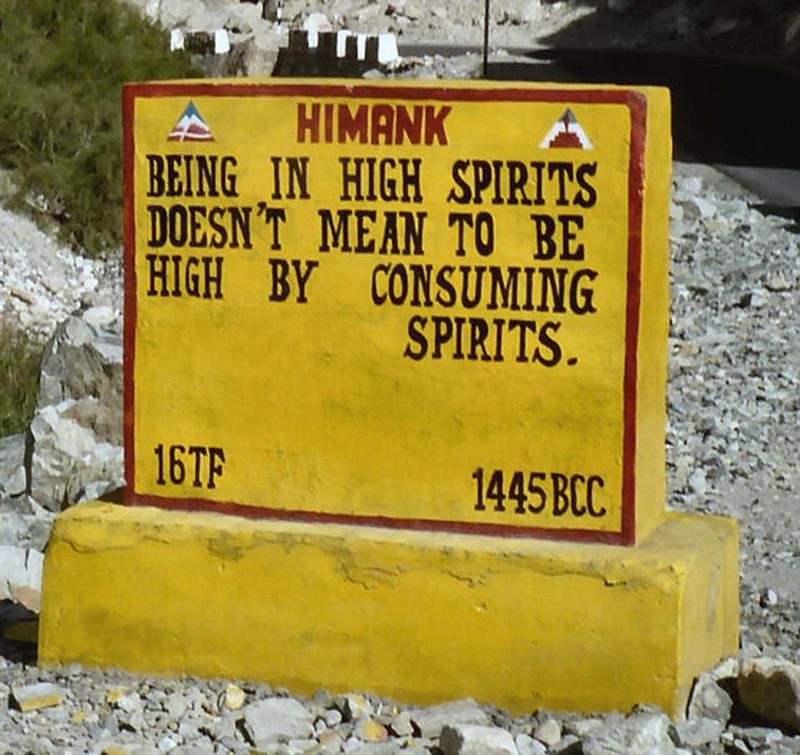 HIMANK
BEING IN HIGH SPIRITS
DOESN'T MEAN TO BE
HIGH BY CONSUMING
SPIRITS.
16TF
1445BCC